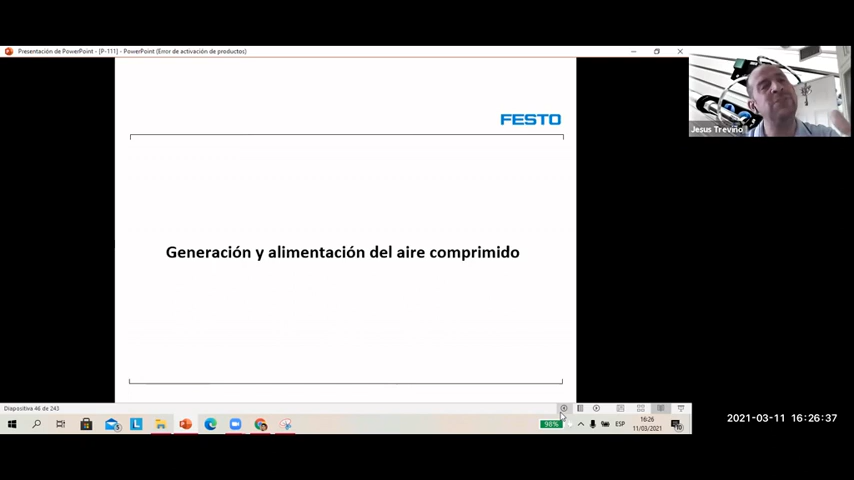 Presentación de PowerPoint - [P-111] - PowerPoint (Error de activación de productos)
FESTO
Jesus Treviño
Generación y alimentación del aire comprimido
Diapositiva 46 de 243
98%
ESP
16:26
11/03/2021
2021-03-11 16:26:37